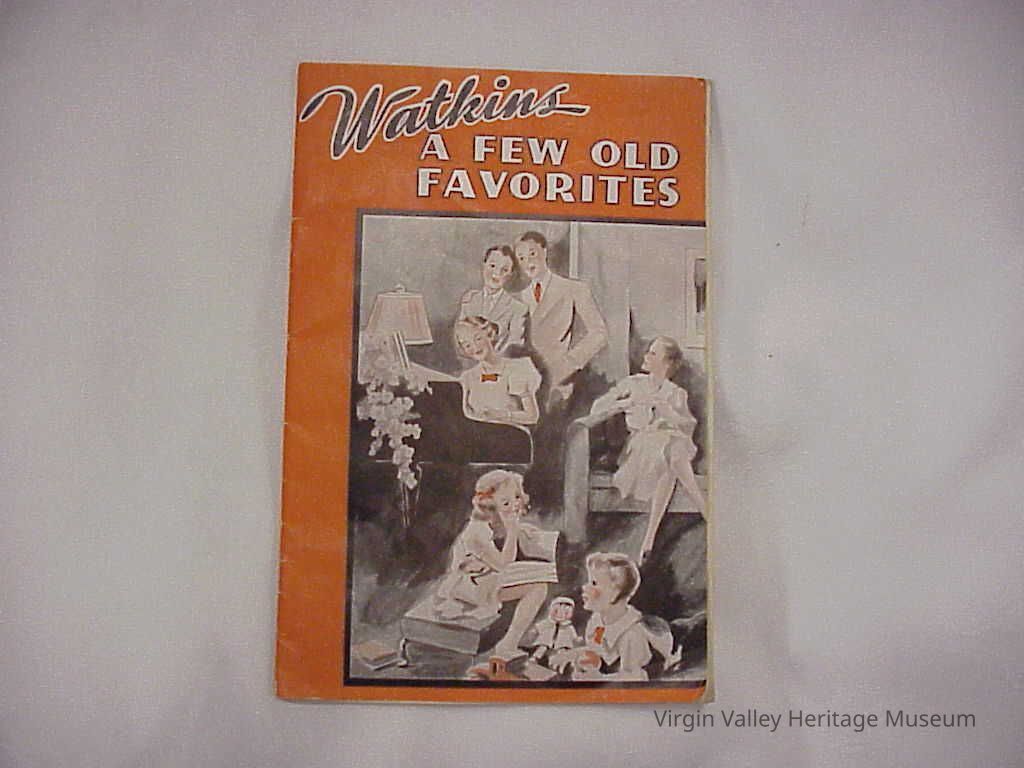 Watkins
A FEW OLD
FAVORITES
Virgin Valley Heritage Museum